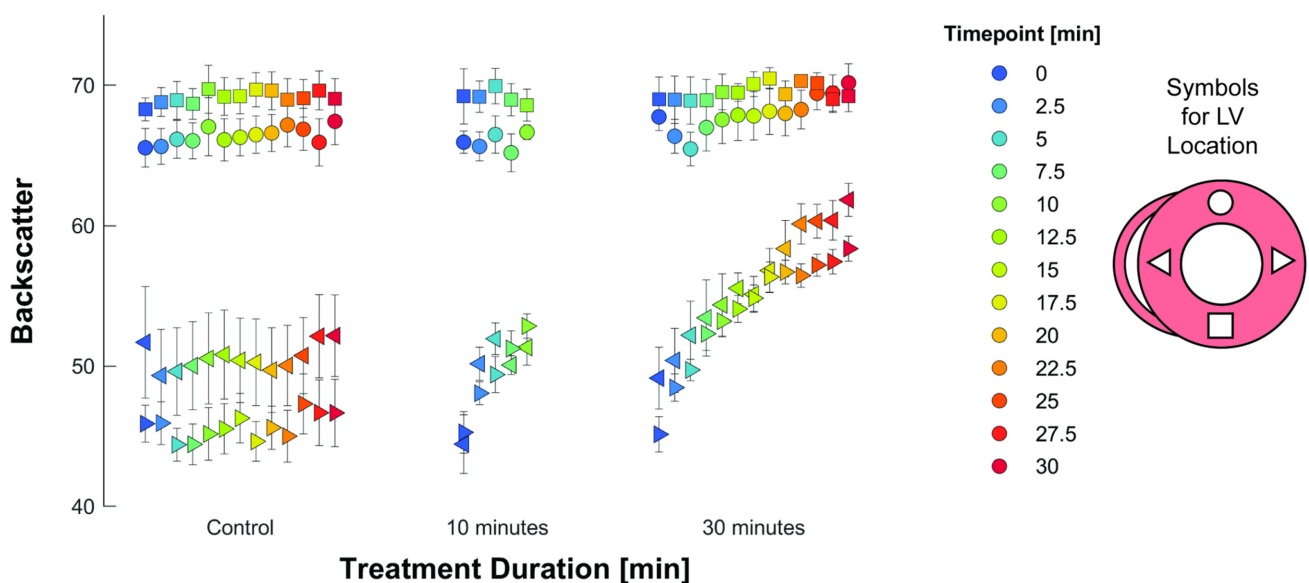 Backscatter
70
60
50
40
Control
10 minutes
30 minutes
Treatment Duration [min]
Timepoint [min]
0
2.5
5
7.5
10
12.5
15
17.5
20
22.5
25
27.5
30
Symbols
for LV
Location